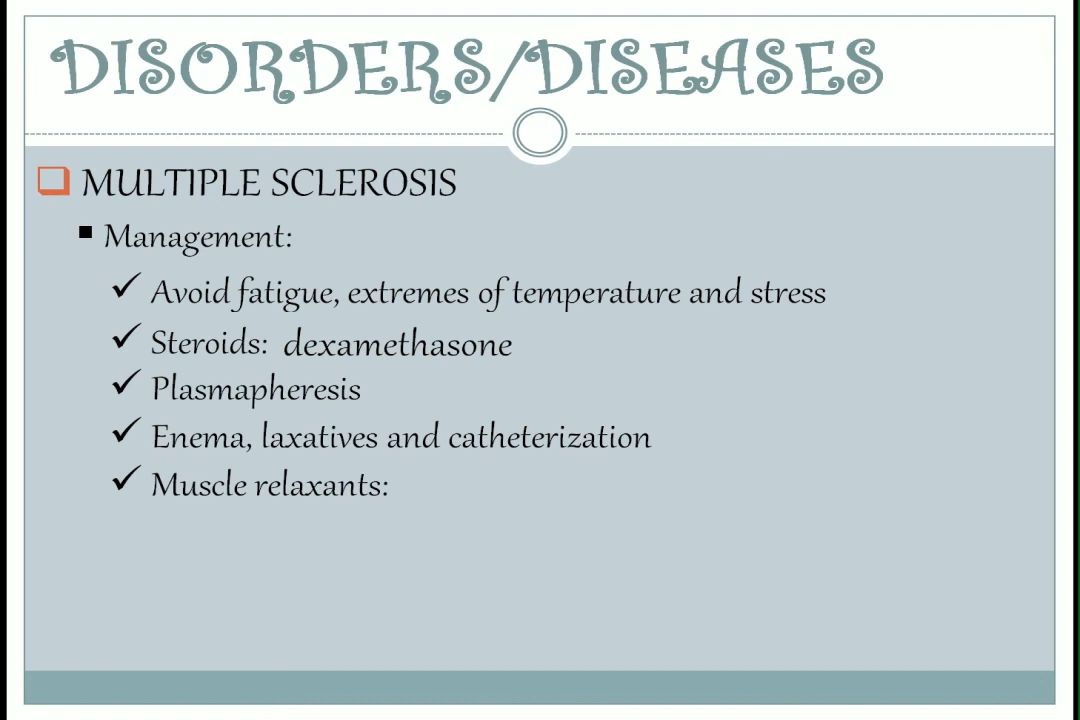 DISORDERS/DISEASES
MULTIPLE SCLEROSIS
Management:
Avoid fatigue, extremes of temperature and stress
Steroids: dexamethasone
Plasmapheresis
Enema, laxatives and catheterization
Muscle relaxants: